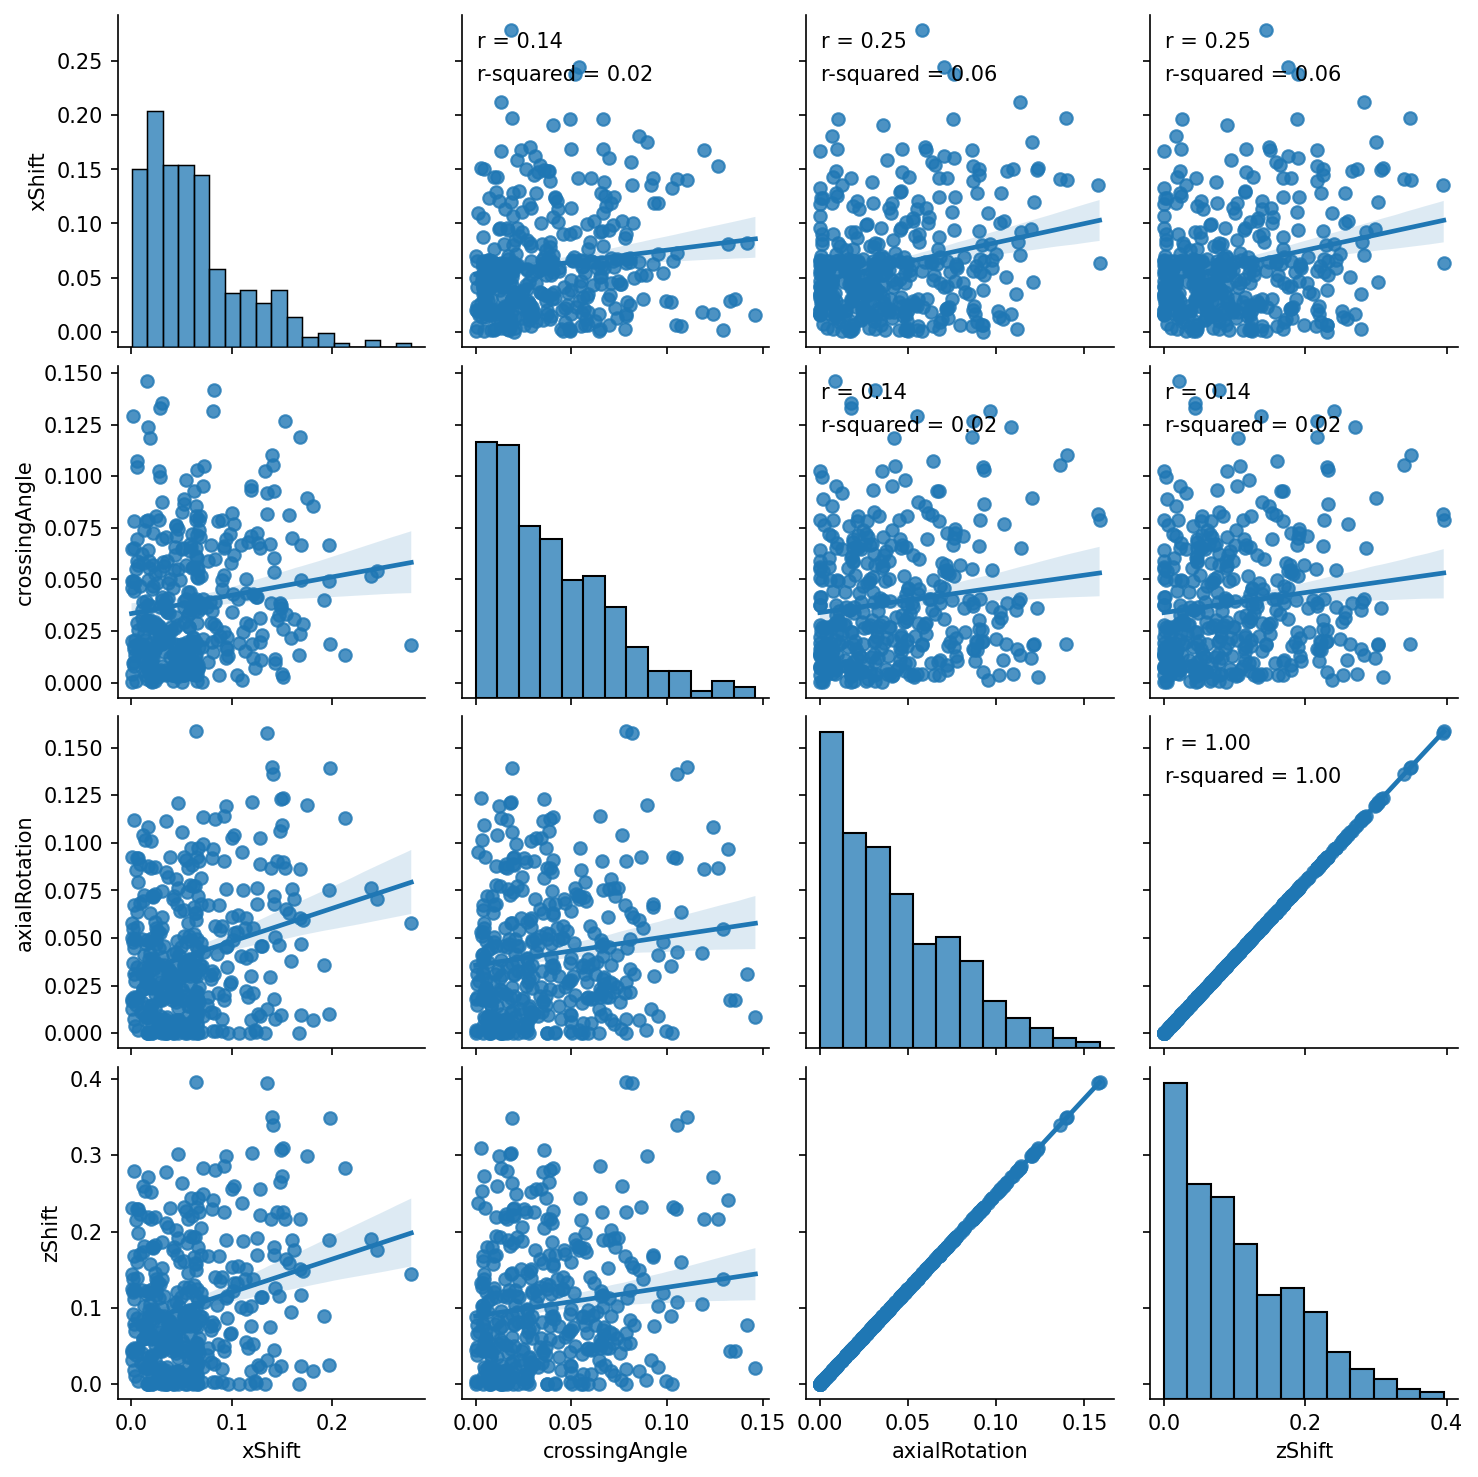 r = 0.14
r = 0.25
r = 0.25
r-squared = 0.02
r-squared = 0.06
r-squared = 0.06
0.25
0.20
0.15
0.10
0.05
0.00
xShift
r = 0.14
r = 0.14
r-squared = 0.02
r-squared = 0.02
0.150
0.125
0.100
0.075
0.050
0.025
0.000
crossingAngle
r = 1.00
r-squared = 1.00
0.150
0.125
0.100
0.075
0.050
0.025
0.000
axialRotation
0.4
0.3
0.2
0.1
0.0
zShift
0.0 0.1 0.2
0.00 0.05 0.10 0.15
0.00 0.05 0.10 0.15
0.0 0.2 0.4
xShift
crossingAngle
axialRotation
zShift